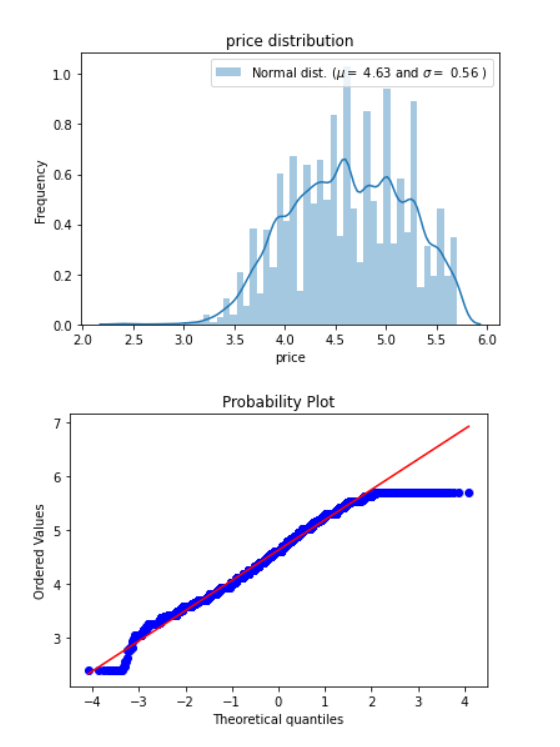 price distribution
Normal dist. (μ = 4.63 and σ = 0.56 )
1.0
0.8
0.6
0.4
0.2
0.0
Frequency
2.0 2.5 3.0 3.5 4.0 4.5 5.0 5.5 6.0
price
Probability Plot
7
6
5
4
3
Ordered Values
−4 −3 −2 −1 0 1 2 3 4
Theoretical quantiles